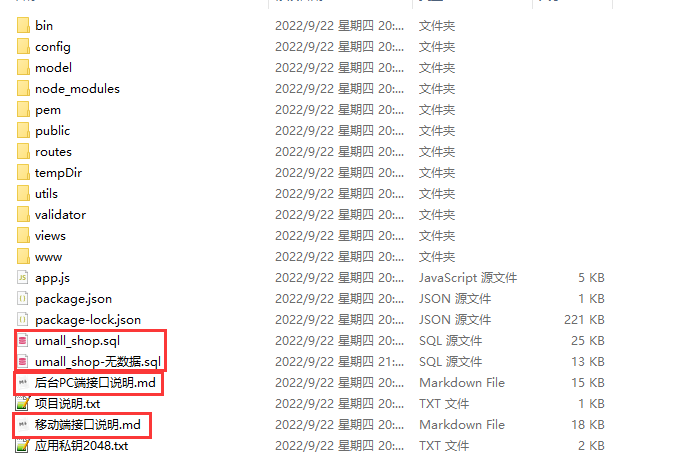 bin 2022/9/22 星期四 20:... 文件夹
config 2022/9/22 星期四 20:... 文件夹
model 2022/9/22 星期四 20:... 文件夹
node_modules 2022/9/22 星期四 20:... 文件夹
pem 2022/9/22 星期四 20:... 文件夹
public 2022/9/22 星期四 20:... 文件夹
routes 2022/9/22 星期四 20:... 文件夹
tempDir 2022/9/22 星期四 20:... 文件夹
utils 2022/9/22 星期四 20:... 文件夹
validator 2022/9/22 星期四 20:... 文件夹
views 2022/9/22 星期四 20:... 文件夹
www 2022/9/22 星期四 20:... 文件夹
app.js 2022/9/22 星期四 20:... JavaScript 源文件 5 KB
package.json 2022/9/22 星期四 20:... JSON 源文件 1 KB
package-lock.json 2022/9/22 星期四 20:... JSON 源文件 221 KB
umall_shop.sql 2022/9/22 星期四 20:... SQL 源文件 25 KB
umall_shop-无数据.sql 2022/9/22 星期四 21:... SQL 源文件 13 KB
后台PC端接口说明.md 2022/9/22 星期四 20:... Markdown File 15 KB
项目说明.txt 2022/9/22 星期四 20:... TXT 文件 1 KB
移动端接口说明.md 2022/9/22 星期四 20:... Markdown File 18 KB
应用私钥2048.txt 2022/9/22 星期四 20:... TXT 文件 2 KB